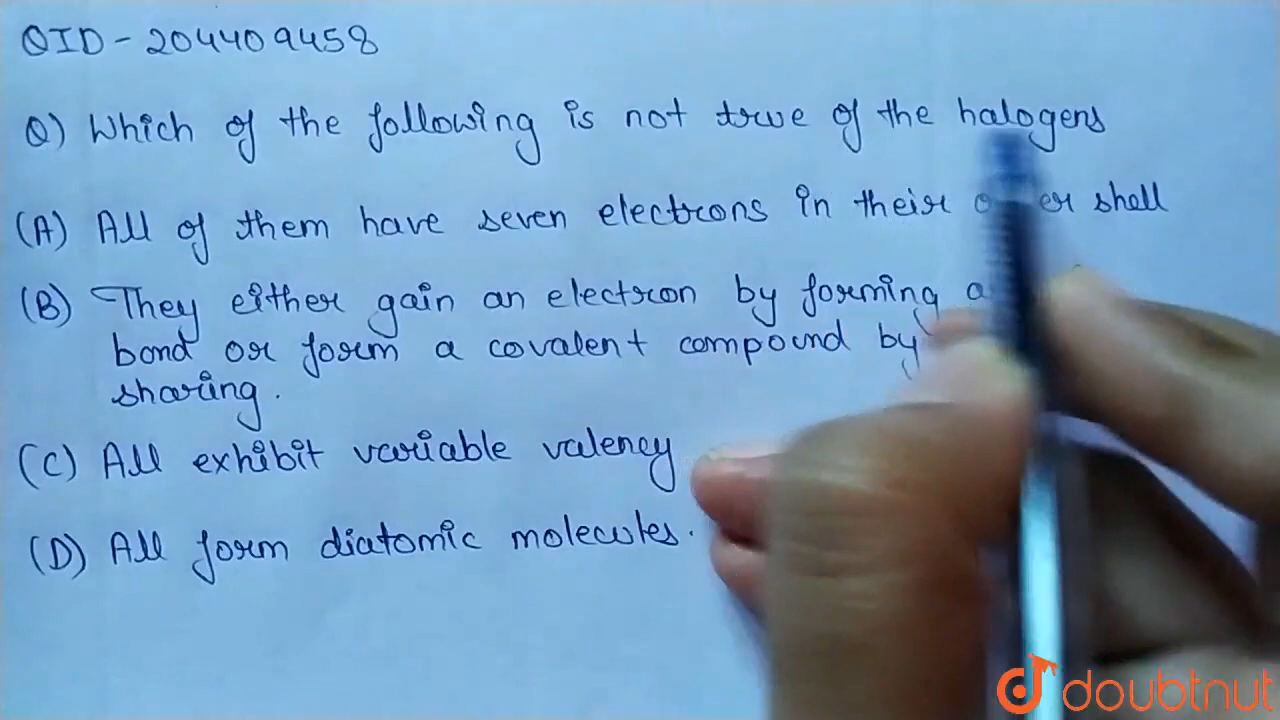 QID - 204409458
Q) Which of the following is not true of the halogens
(A) All of them have seven electrons in their shell
(B) They either gain an electron by forming
bond or form a covalent compound by
sharing.
(C) All exhibit variable valency
(D) All form diatomic molecules.
doubtnut